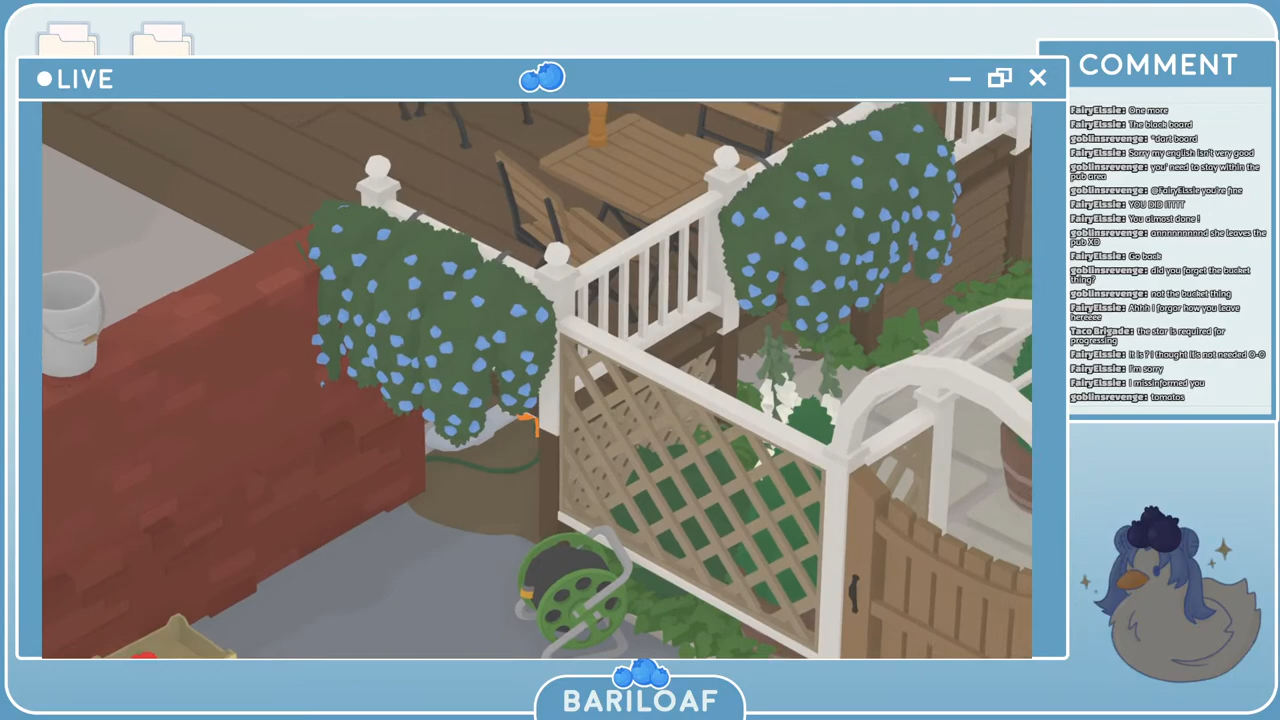 LIVE
COMMENT
FairyElssie: One more
FairyElssie: The black board
goblinsrevenge: *dart board
FairyElssie: Sorry my english isn't very good
goblinsrevenge: you' need to stay within the
pub area
goblinsrevenge: @FairyElssie you're fine
FairyElssie: YOU DID ITTTT
FairyElssie: You almost done !
goblinsrevenge: annnnnnnnnd she leaves the
pub XD
FairyElssie: Go back
goblinsrevenge: did you forget the bucket
thing?
goblinsrevenge: not the bucket thing
FairyElssie: Ahhh I forgor how you leave
hereeee
Taco Brigade: the star is required for
progressing
FairyElssie: It is ? I thought it's not needed O-O
FairyElssie: I'm sorry
FairyElssie: I missinformed you
goblinsrevenge: tomatos
BARILOAF